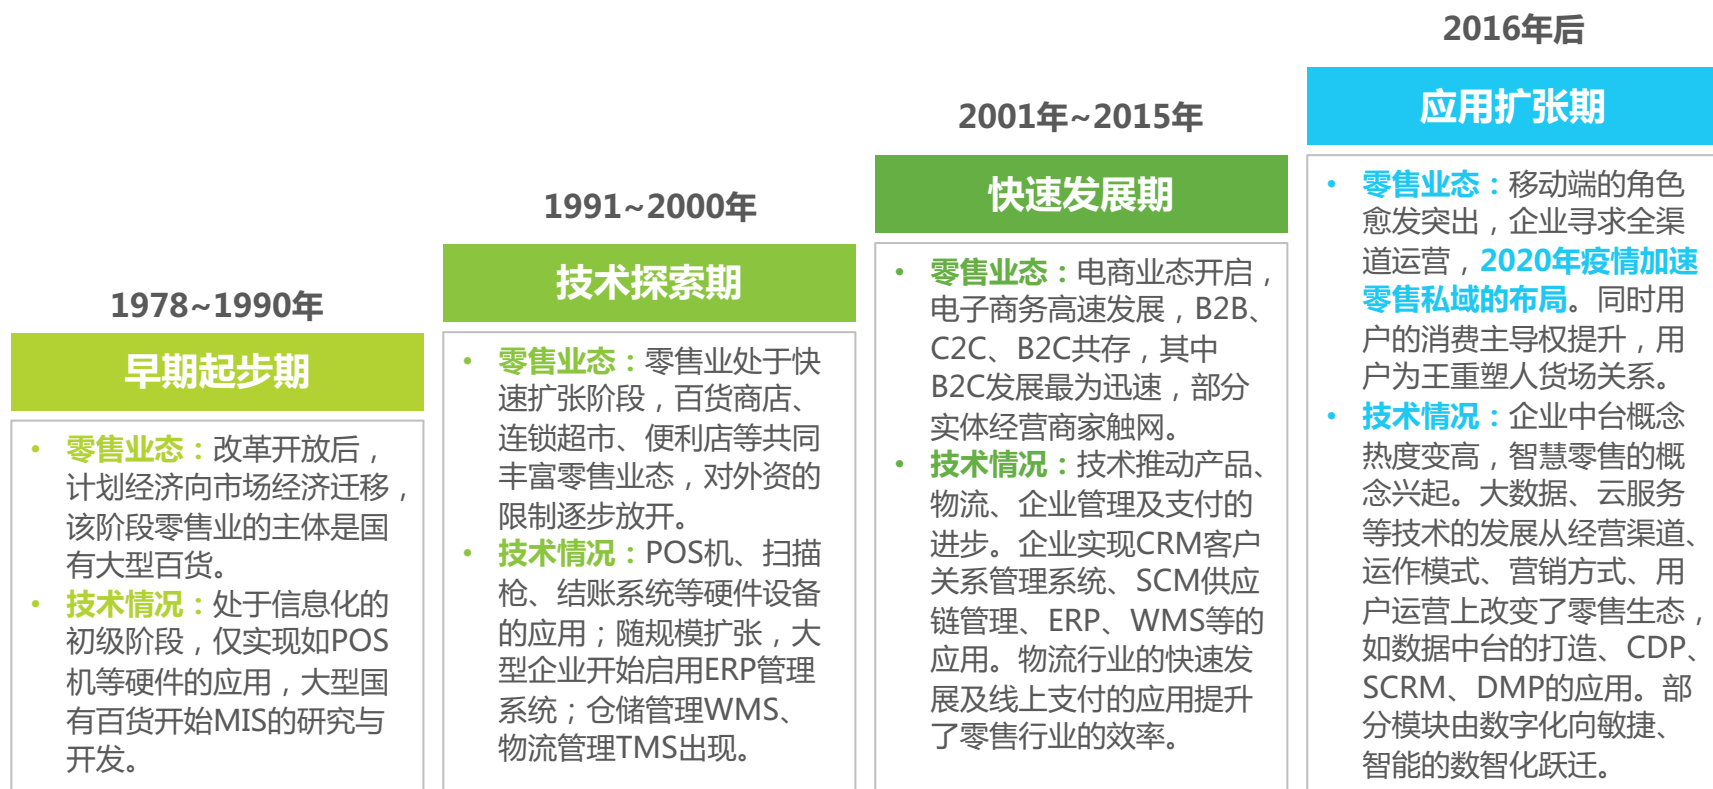 1978~1990年
早期起步期
• 零售业态：改革开放后，
计划经济向市场经济迁移，
该阶段零售业的主体是国
有大型百货。
• 技术情况：处于信息化的
初级阶段，仅实现如POS
机等硬件的应用，大型国
有百货开始MIS的研究与
开发。
1991~2000年
技术探索期
• 零售业态：零售业处于快
速扩张阶段，百货商店、
连锁超市、便利店等共同
丰富零售业态，对外资的
限制逐步放开。
• 技术情况：POS机、扫描
枪、结账系统等硬件设备
的应用；随规模扩张，大
型企业开始启用ERP管理
系统；仓储管理WMS、
物流管理TMS出现。
2001年~2015年
快速发展期
• 零售业态：电商业态开启，
电子商务高速发展，B2B、
C2C、B2C共存，其中
B2C发展最为迅速，部分
实体经营商家触网。
• 技术情况：技术推动产品、
物流、企业管理及支付的
进步。企业实现CRM客户
关系管理系统、SCM供应
链管理、ERP、WMS等的
应用。物流行业的快速发
展及线上支付的应用提升
了零售行业的效率。
2016年后
应用扩张期
• 零售业态：移动端的角色
愈发突出，企业寻求全渠
道运营，2020年疫情加速
零售私域的布局。同时用
户的消费主导权提升，用
户为王重塑人货场关系。
• 技术情况：企业中台概念
热度变高，智慧零售的概
念兴起。大数据、云服务
等技术的发展从经营渠道、
运作模式、营销方式、用
户运营上改变了零售生态，
如数据中台的打造、CDP、
SCRM、DMP的应用。部
分模块由数字化向敏捷、
智能的数智化跃迁。